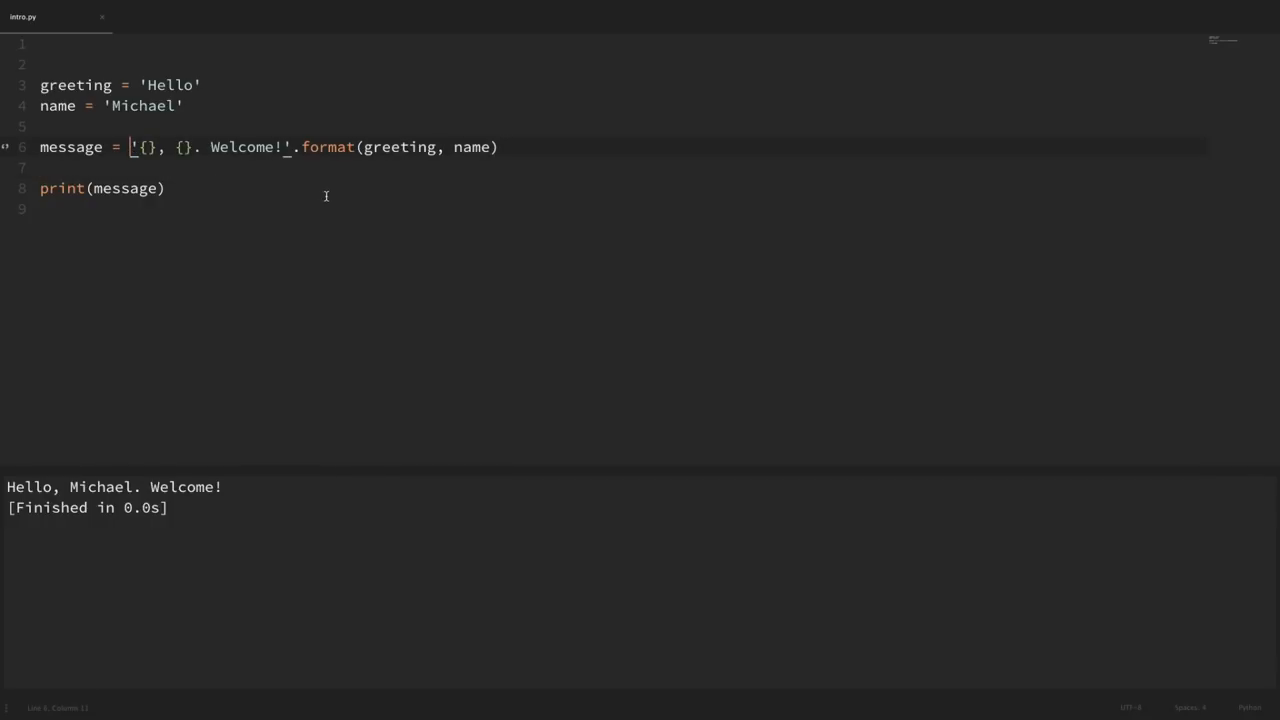 intro.py ×
1
2
3 greeting = 'Hello'
4 name = 'Michael'
5
6 message = '{}, {}. Welcome!'.format(greeting, name)
7
8 print(message)
9
Hello, Michael. Welcome!
[Finished in 0.0s]
Line 6, Column 11 UTF-8 Spaces: 4 Python